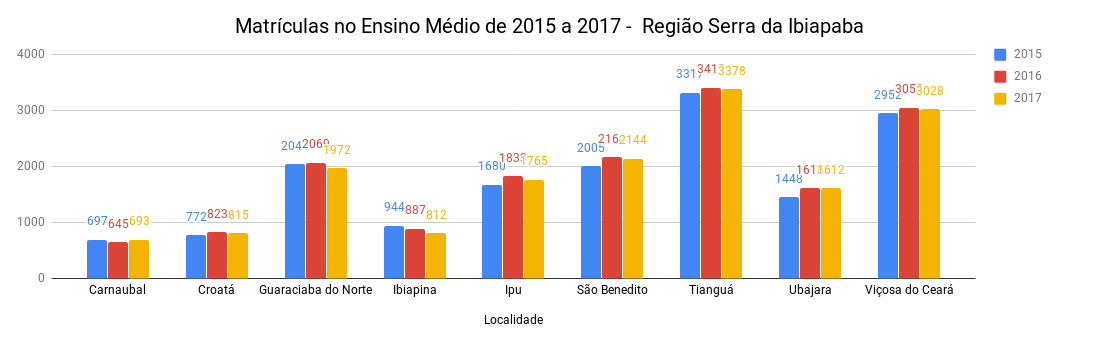 Matrículas no Ensino Médio de 2015 a 2017 - Região Serra da Ibiapaba
2015
2016
2017
4000
3000
2000
1000
0
697 645 693
772 823 815
2069 1972
944 887 812
1680 1765
2005 2144
3378
1448 1612
2952 3028
Carnaubal Croatá Guaraciaba do Norte Ibiapina Ipu São Benedito Tianguá Ubajara Viçosa do Ceará
Localidade